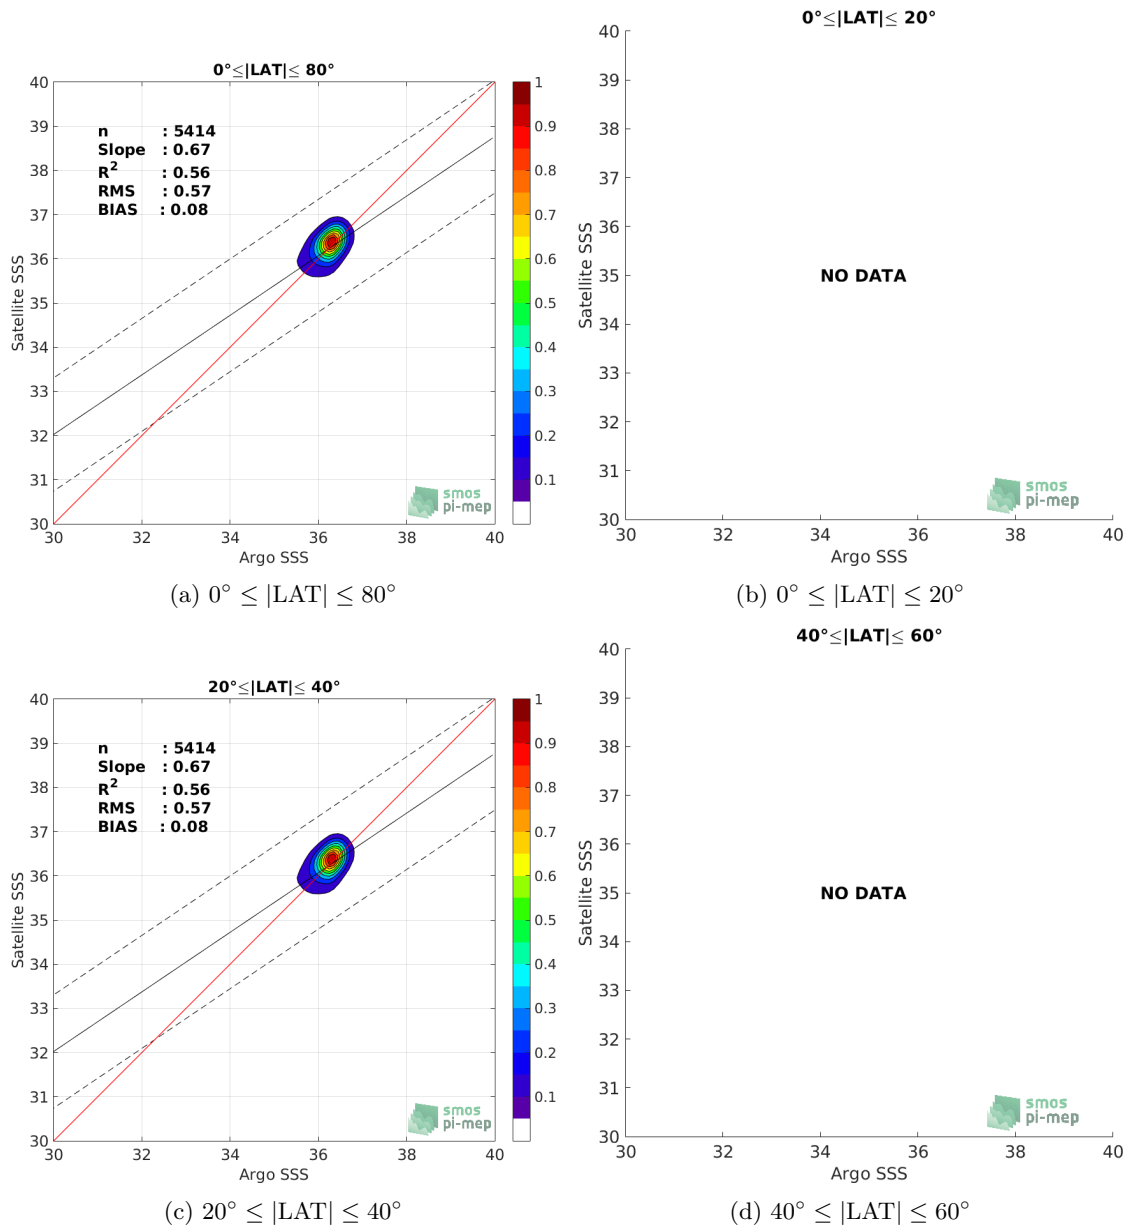 0°≤|LAT|≤ 80°
40
39
38
37
36
35
34
33
32
31
30
Satellite SSS
n : 5414
Slope : 0.67
R² : 0.56
RMS : 0.57
BIAS : 0.08
smos
pi-mep
30 32 34 36 38 40
Argo SSS
1
0.9
0.8
0.7
0.6
0.5
0.4
0.3
0.2
0.1
(a) 0° ≤ |LAT| ≤ 80°
0°≤|LAT|≤ 20°
40
39
38
37
36
35
34
33
32
31
30
Satellite SSS
NO DATA
smos
pi-mep
30 32 34 36 38 40
Argo SSS
(b) 0° ≤ |LAT| ≤ 20°
20°≤|LAT|≤ 40°
40
39
38
37
36
35
34
33
32
31
30
Satellite SSS
n : 5414
Slope : 0.67
R² : 0.56
RMS : 0.57
BIAS : 0.08
smos
pi-mep
30 32 34 36 38 40
Argo SSS
1
0.9
0.8
0.7
0.6
0.5
0.4
0.3
0.2
0.1
(c) 20° ≤ |LAT| ≤ 40°
40°≤|LAT|≤ 60°
40
39
38
37
36
35
34
33
32
31
30
Satellite SSS
NO DATA
smos
pi-mep
30 32 34 36 38 40
Argo SSS
(d) 40° ≤ |LAT| ≤ 60°